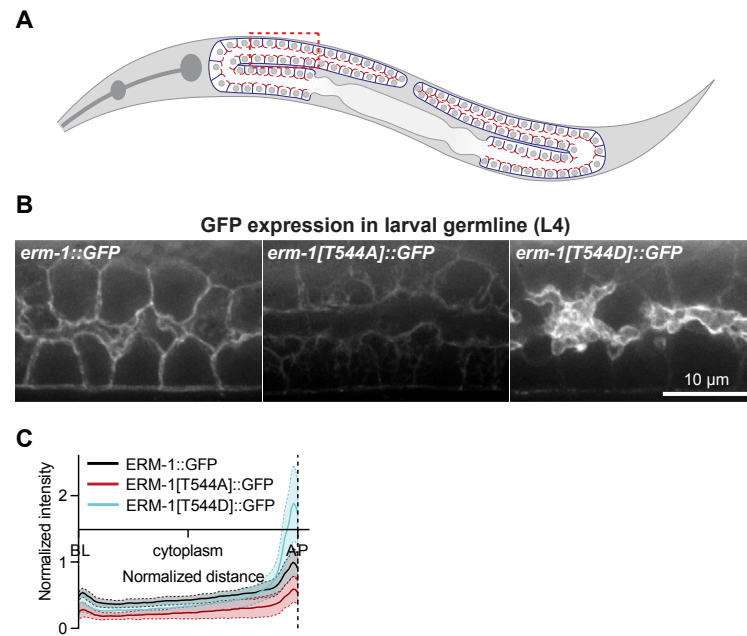 A
B
GFP expression in larval germline (L4)
erm-1::GFP
erm-1[T544A]::GFP
erm-1[T544D]::GFP
10 µm
C
ERM-1::GFP
ERM-1[T544A]::GFP
ERM-1[T544D]::GFP
Normalized intensity
2
1
0
BL
cytoplasm
AP
Normalized distance